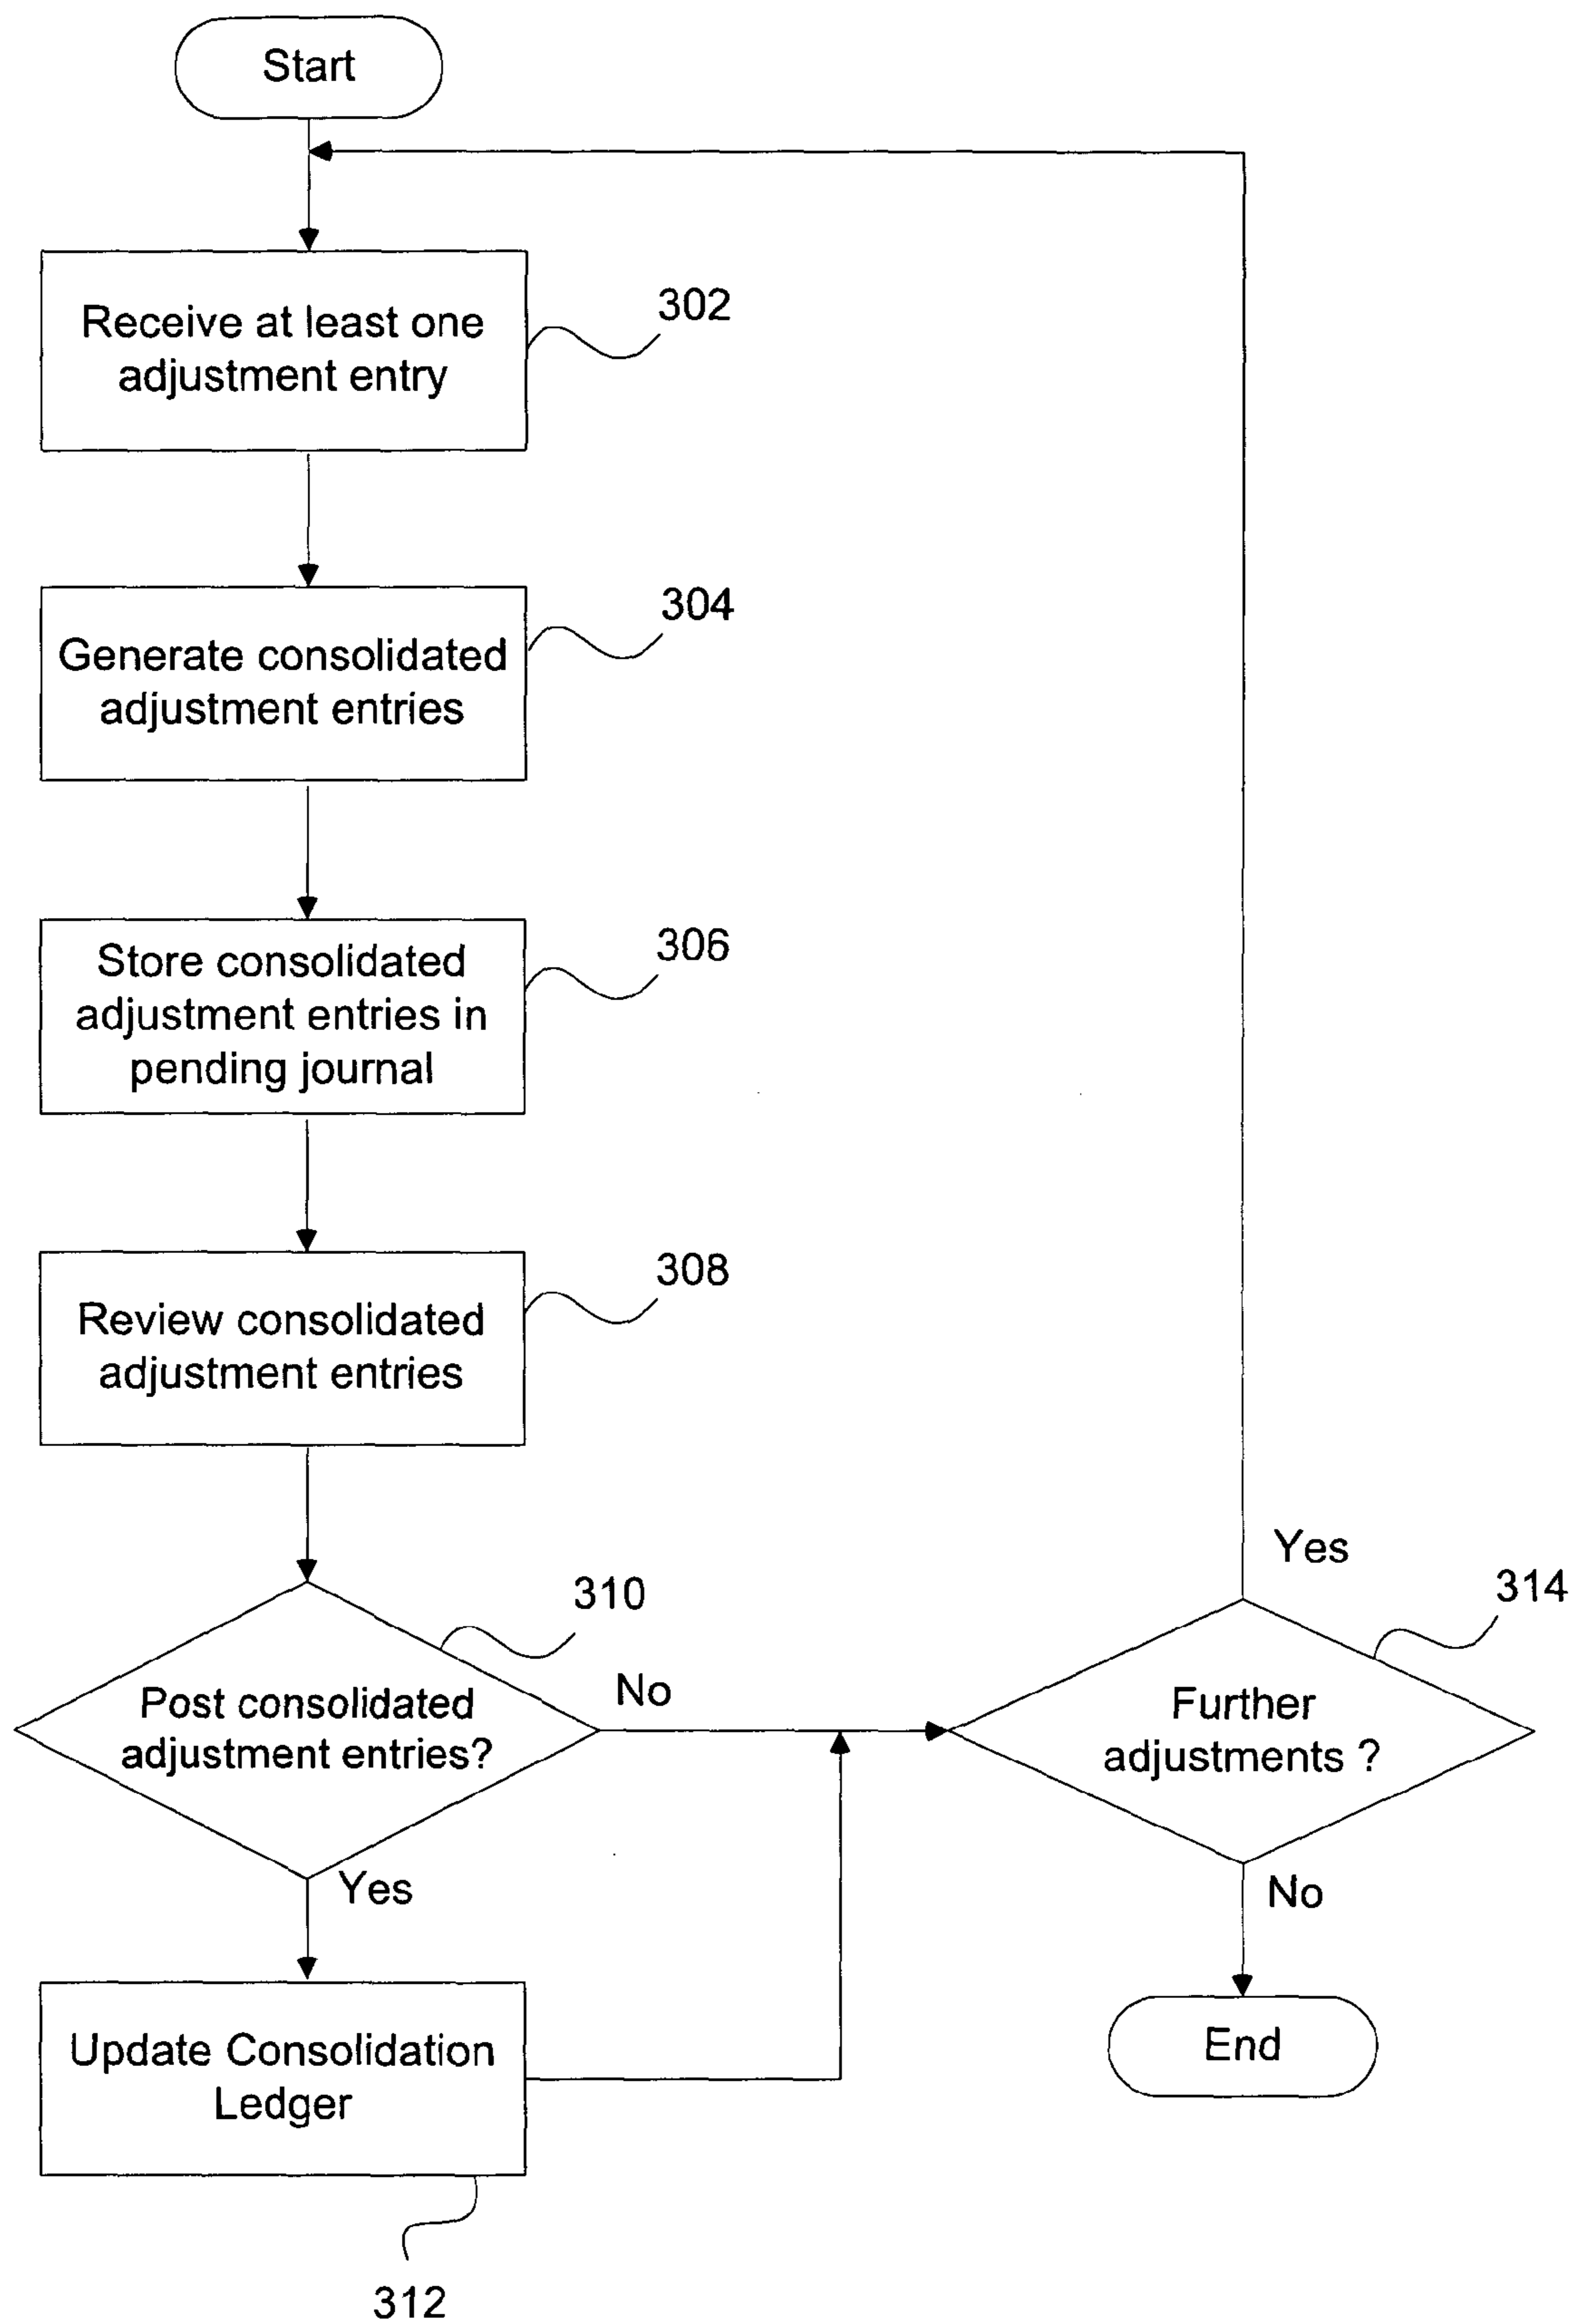 Start
Receive at least one
adjustment entry
302
Generate consolidated
adjustment entries
304
Store consolidated
adjustment entries in
pending journal
306
Review consolidated
adjustment entries
308
Post consolidated
adjustment entries?
310
No
Yes
Further
adjustments ?
314
Yes
No
Update Consolidation
Ledger
312
End